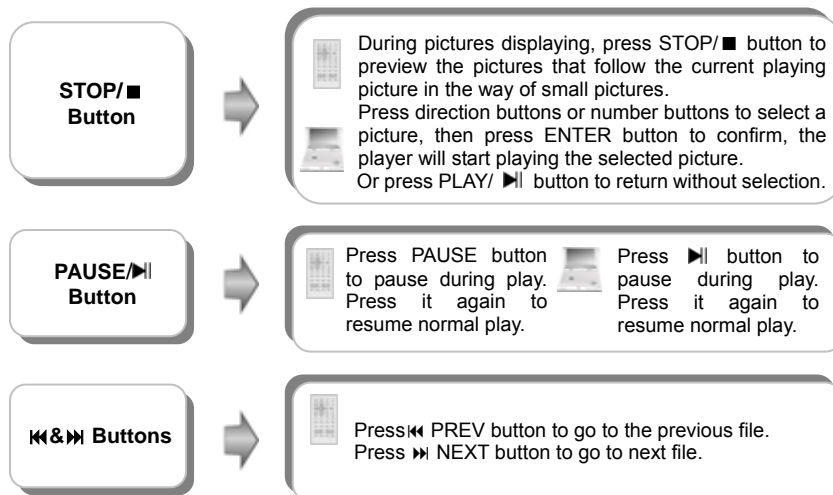 STOP/■
Button
During pictures displaying, press STOP/■ button to
preview the pictures that follow the current playing
picture in the way of small pictures.
Press direction buttons or number buttons to select a
picture, then press ENTER button to confirm, the
player will start playing the selected picture.
Or press PLAY/ ▶|| button to return without selection.
PAUSE/▶||
Button
Press PAUSE button
to pause during play.
Press it again to
resume normal play.
Press ▶|| button to
pause during play.
Press it again to
resume normal play.
⏮&⏭ Buttons
Press⏮ PREV button to go to the previous file.
Press ⏭ NEXT button to go to next file.